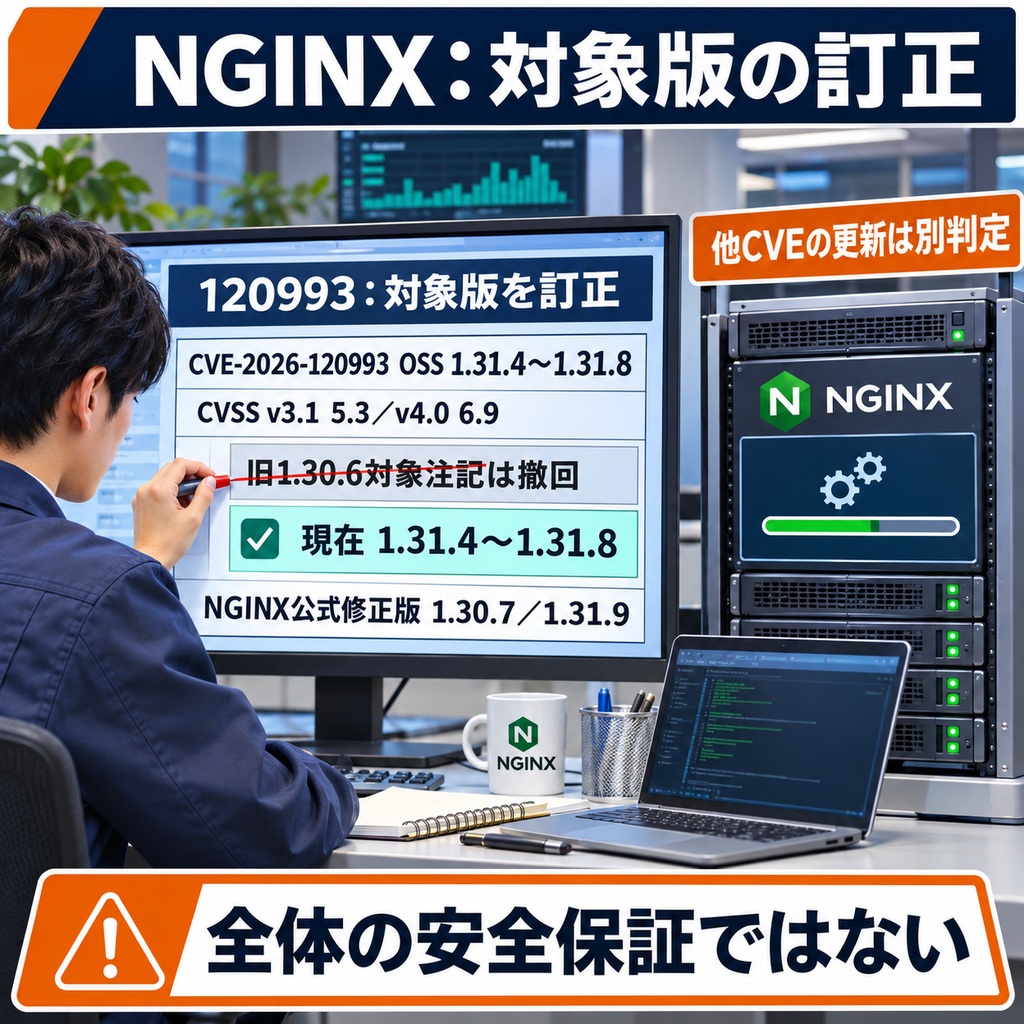 NGINX：対象版の訂正
他CVEの更新は別判定
120993：対象版を訂正
CVE-2026-120993 OSS 1.31.4～1.31.8
CVSS v3.1 5.3／v4.0 6.9
旧1.30.6対象注記は撤回
現在 1.31.4～1.31.8
NGINX公式修正版 1.30.7／1.31.9
N NGINX
N
NGINX
全体の安全保証ではない